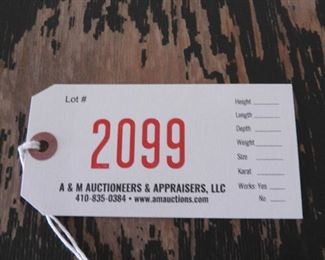 Lot #
2099
A & M AUCTIONEERS & APPRAISERS, LLC
410-835-0384 • www.amauctions.com
Height
Length
Depth
Weight
Size
Karat
Works: Yes
No